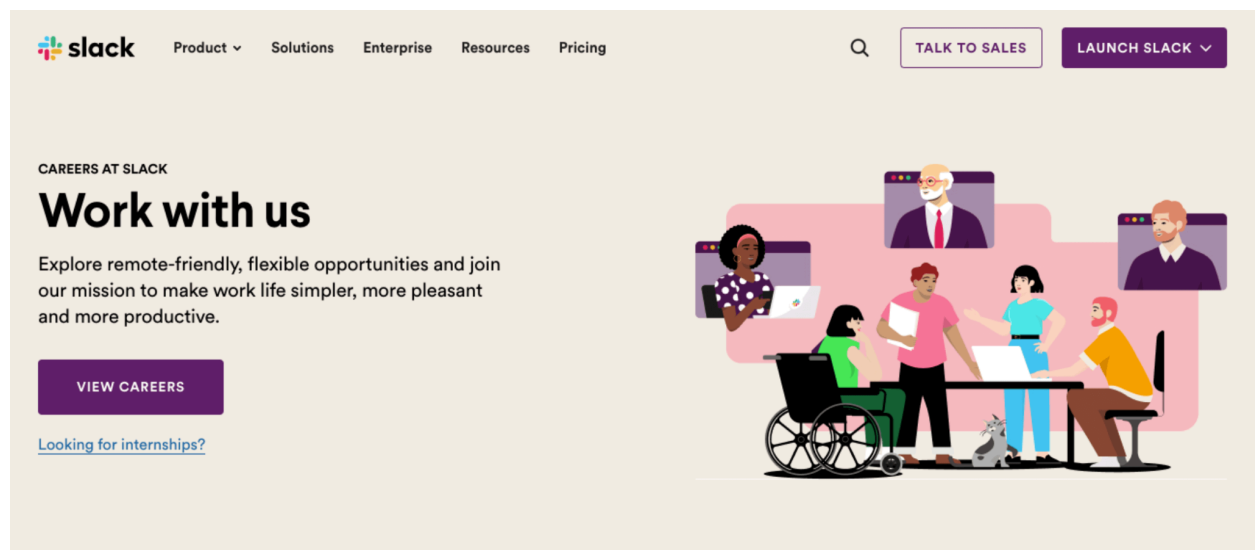 slack
Product
Solutions
Enterprise
Resources
Pricing
TALK TO SALES
LAUNCH SLACK
CAREERS AT SLACK
Work with us
Explore remote-friendly, flexible opportunities and join
our mission to make work life simpler, more pleasant
and more productive.
VIEW CAREERS
Looking for internships?